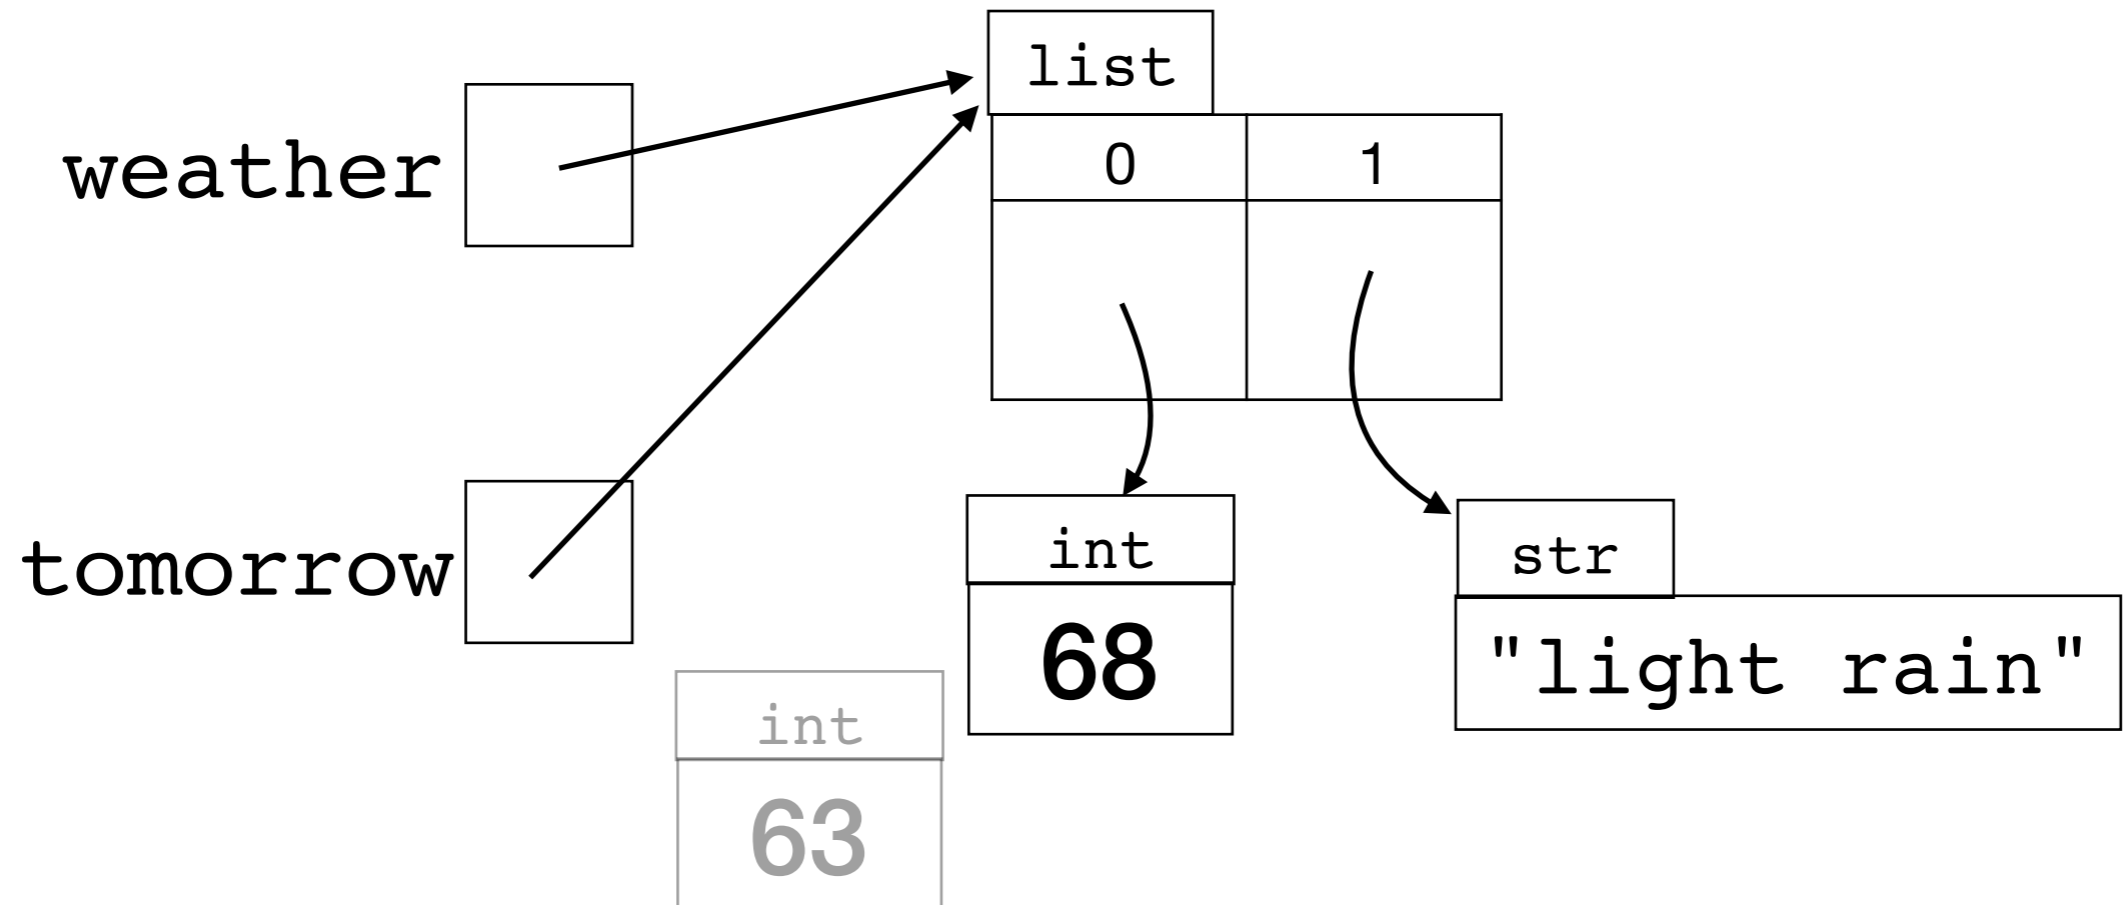 list
weather
0 1
tomorrow
int
str
68
"light rain"
int
63